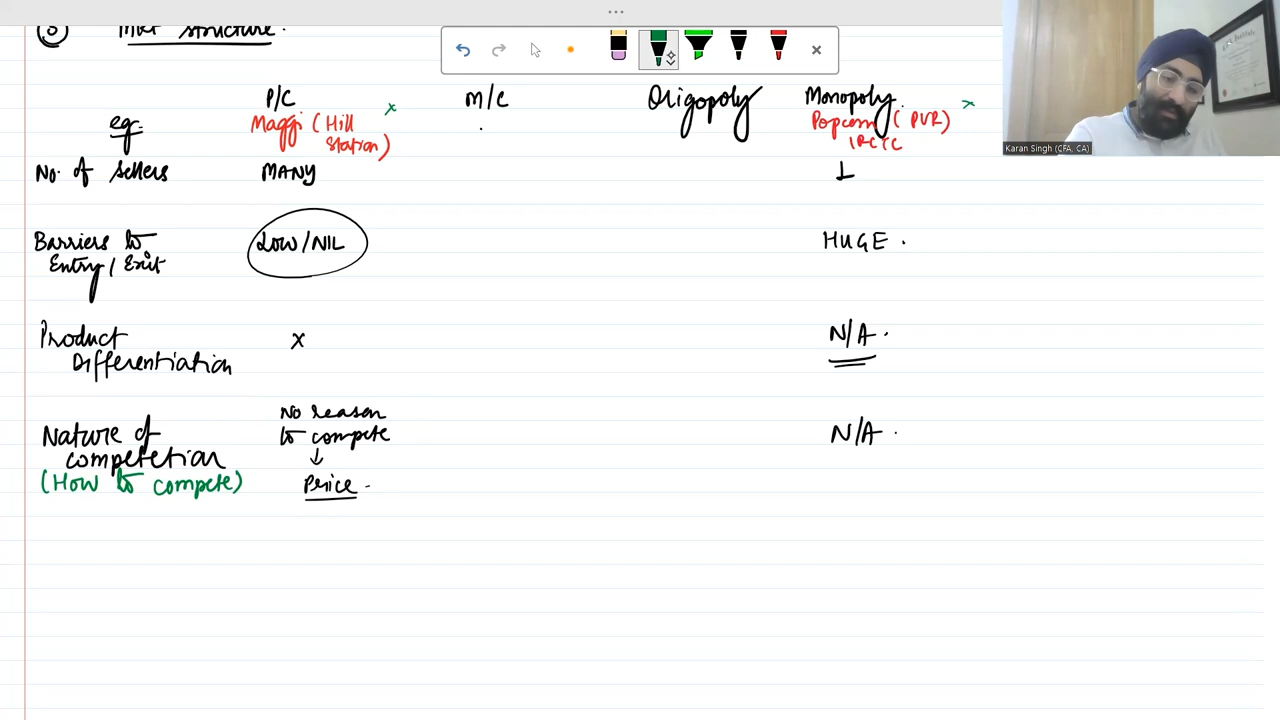 ③ Mkt structure.
P/C M/C Oligopoly Monopoly.
eg. Maggi (Hill Station) x Popcorn (PVR) x
IRCTC
No. of Sellers MANY 1
Barriers to Entry/Exit Low/NIL HUGE.
Product Differentiation x N/A.
Nature of competetion No reason to compete N/A.
(How to compete) ↓ Price.
Karan Singh (CFA, CA)